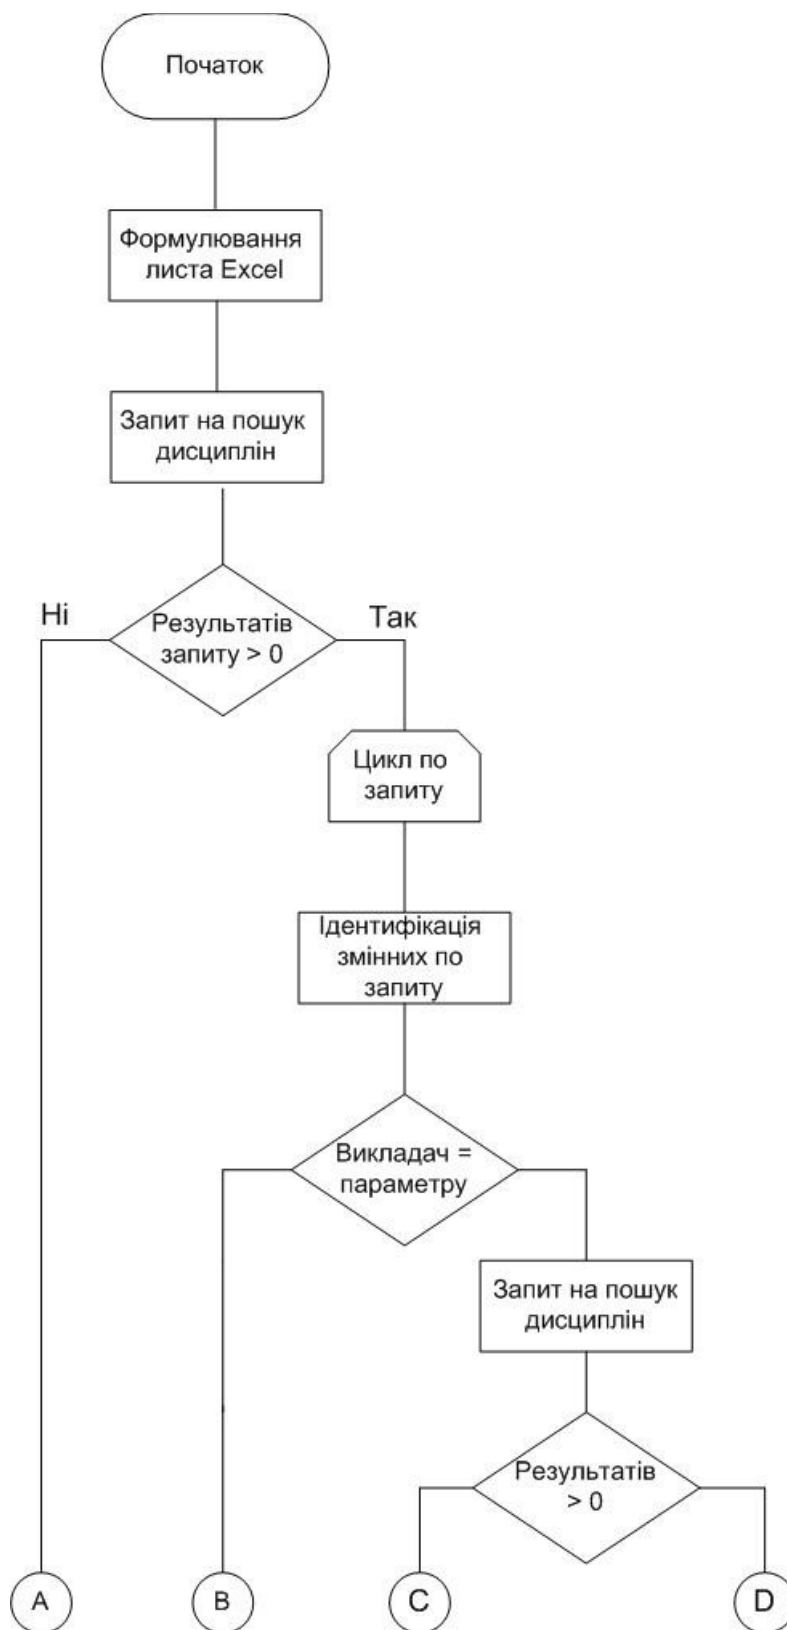 Початок
Формулювання
листа Excel
Запит на пошук
дисциплін
Ні
Так
Результатів
запиту > 0
Цикл по
запиту
Ідентифікація
змінних по
запиту
Викладач =
параметру
Запит на пошук
дисциплін
Результатів
> 0
A
B
C
D